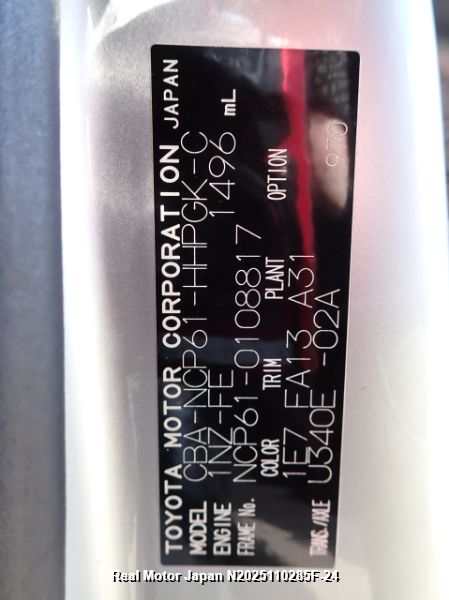 TOYOTA MOTOR CORPORATION JAPAN
MODEL CBA-NCP61-HHPGK-C
ENGINE 1NZ-FE 1496 mL
FRAME No. NCP61-0108817
COLOR TRIM PLANT OPTION
1E7 FA13 A31 970
TRANS./AXLE U340E -02A
Real Motor Japan N2025110285F-24